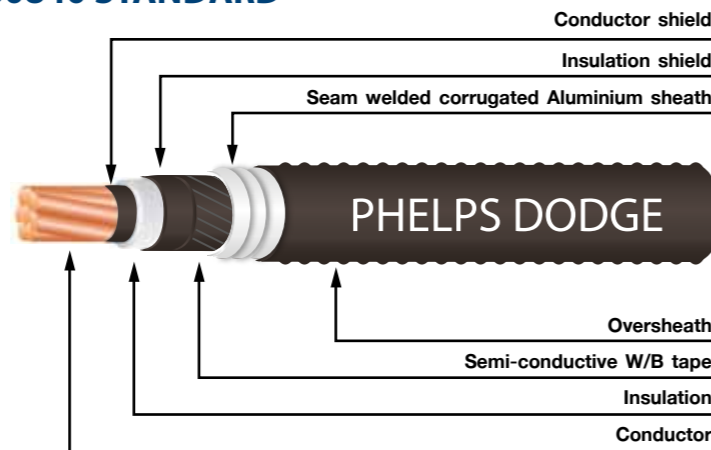 Conductor shield
Insulation shield
Seam welded corrugated Aluminium sheath
PHELPS DODGE
Oversheath
Semi-conductive W/B tape
Insulation
Conductor